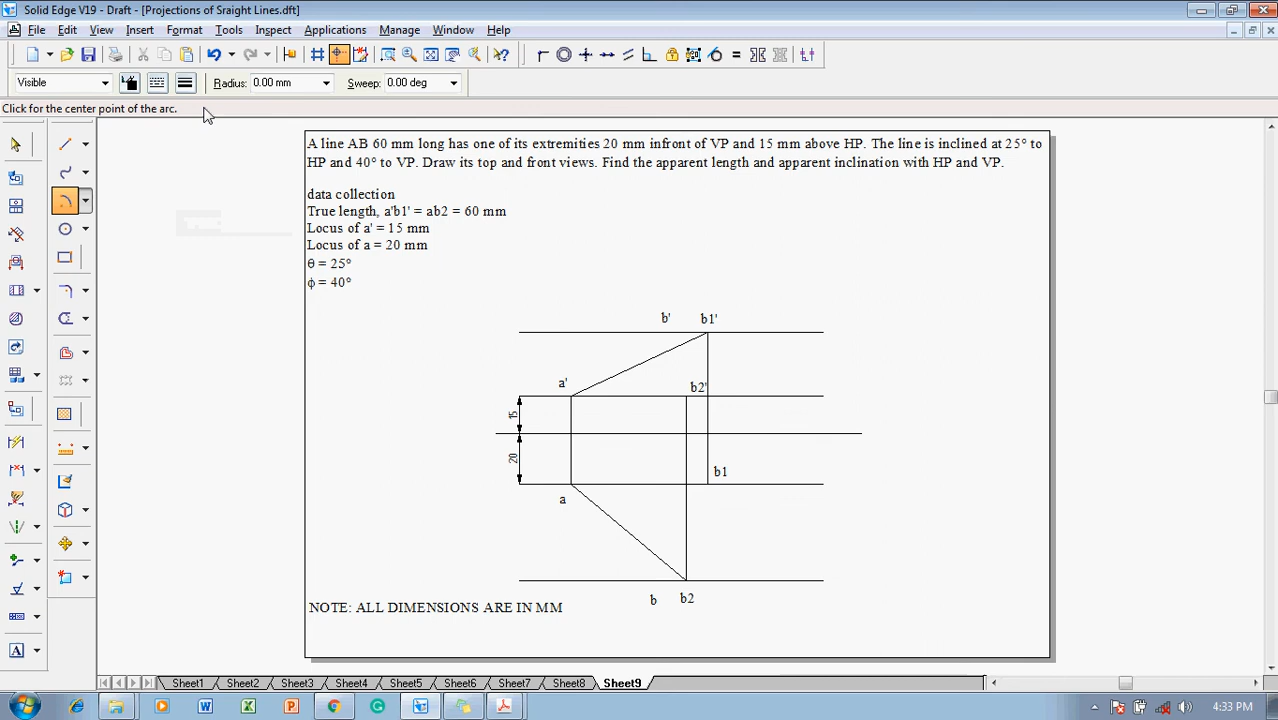 Solid Edge V19 - Draft - [Projections of Sraight Lines.dft]
File Edit View Insert Format Tools Inspect Applications Manage Window Help
Visible Radius: 0.00 mm Sweep: 0.00 deg
Click for the center point of the arc.
A line AB 60 mm long has one of its extremities 20 mm infront of VP and 15 mm above HP. The line is inclined at 25° to
HP and 40° to VP. Draw its top and front views. Find the apparent length and apparent inclination with HP and VP.
data collection
True length, a'b1' = ab2 = 60 mm
Locus of a' = 15 mm
Locus of a = 20 mm
θ = 25°
ϕ = 40°
b' b1'
a' b2'
15
20
b1
a
b b2
NOTE: ALL DIMENSIONS ARE IN MM
Sheet1 Sheet2 Sheet3 Sheet4 Sheet5 Sheet6 Sheet7 Sheet8 Sheet9
4:33 PM